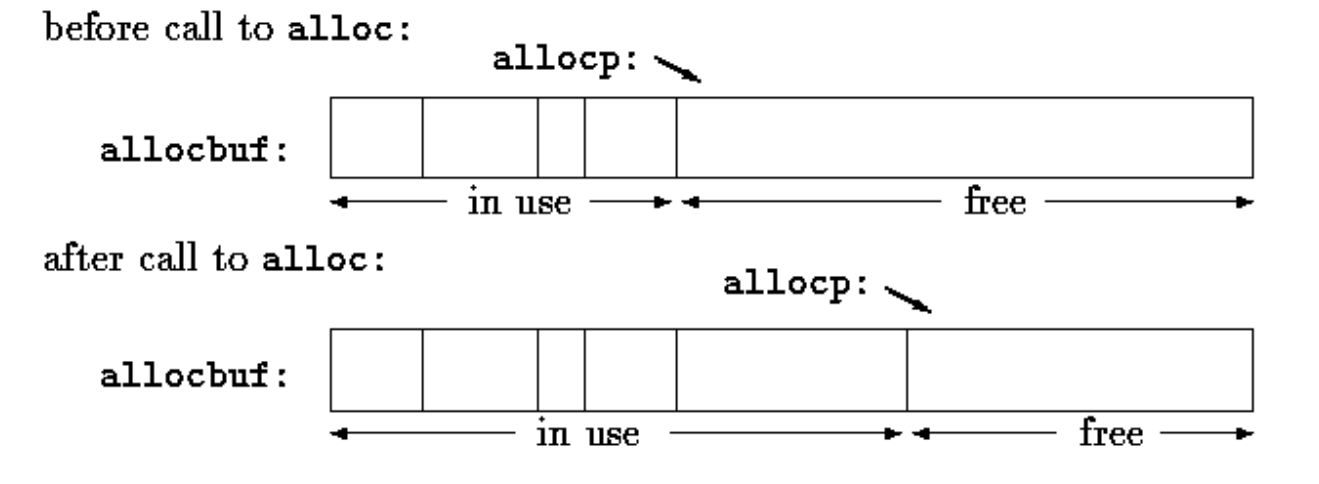 before call to alloc:
allocp:
allocbuf:
in use free
after call to alloc:
allocp:
allocbuf:
in use free